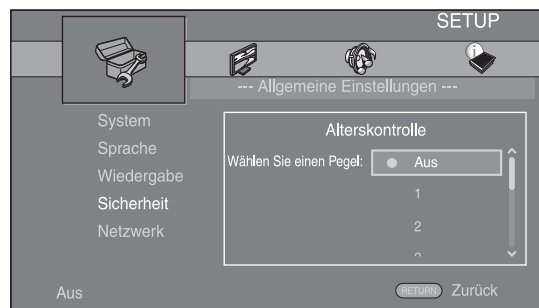 SETUP
--- Allgemeine Einstellungen ---
System
Sprache
Wiedergabe
Sicherheit
Netzwerk
Alterskontrolle
Wählen Sie einen Pegel: Aus
1
2
Aus
RETURN Zurück